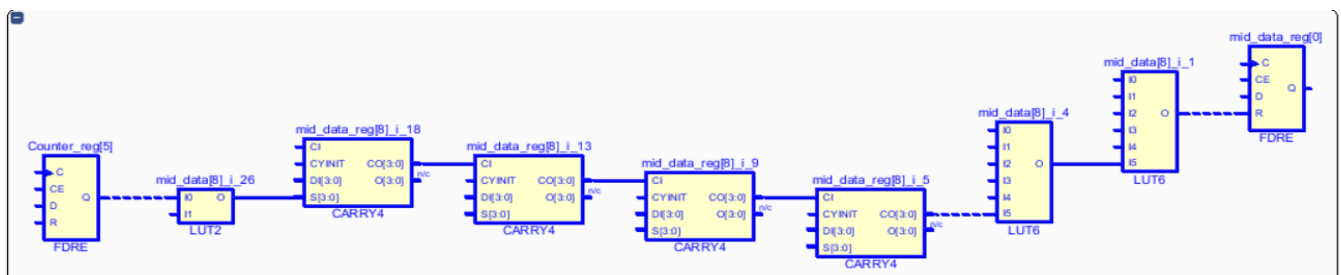 Counter_reg[5]
C
CE
D
R
Q
FDRE
mid_data[8]_i_26
I0
I1
O
LUT2
mid_data_reg[8]_i_18
CI
CYINIT
DI[3:0]
S[3:0]
CO[3:0]
O[3:0]
n/c
CARRY4
mid_data_reg[8]_i_13
CI
CYINIT
DI[3:0]
S[3:0]
CO[3:0]
O[3:0]
n/c
CARRY4
mid_data_reg[8]_i_9
CI
CYINIT
DI[3:0]
S[3:0]
CO[3:0]
O[3:0]
n/c
CARRY4
mid_data_reg[8]_i_5
CI
CYINIT
DI[3:0]
S[3:0]
CO[3:0]
O[3:0]
n/c
CARRY4
mid_data[8]_i_4
I0
I1
I2
I3
I4
I5
O
LUT6
mid_data[8]_i_1
I0
I1
I2
I3
I4
I5
O
LUT6
mid_data_reg[0]
C
CE
D
R
Q
FDRE